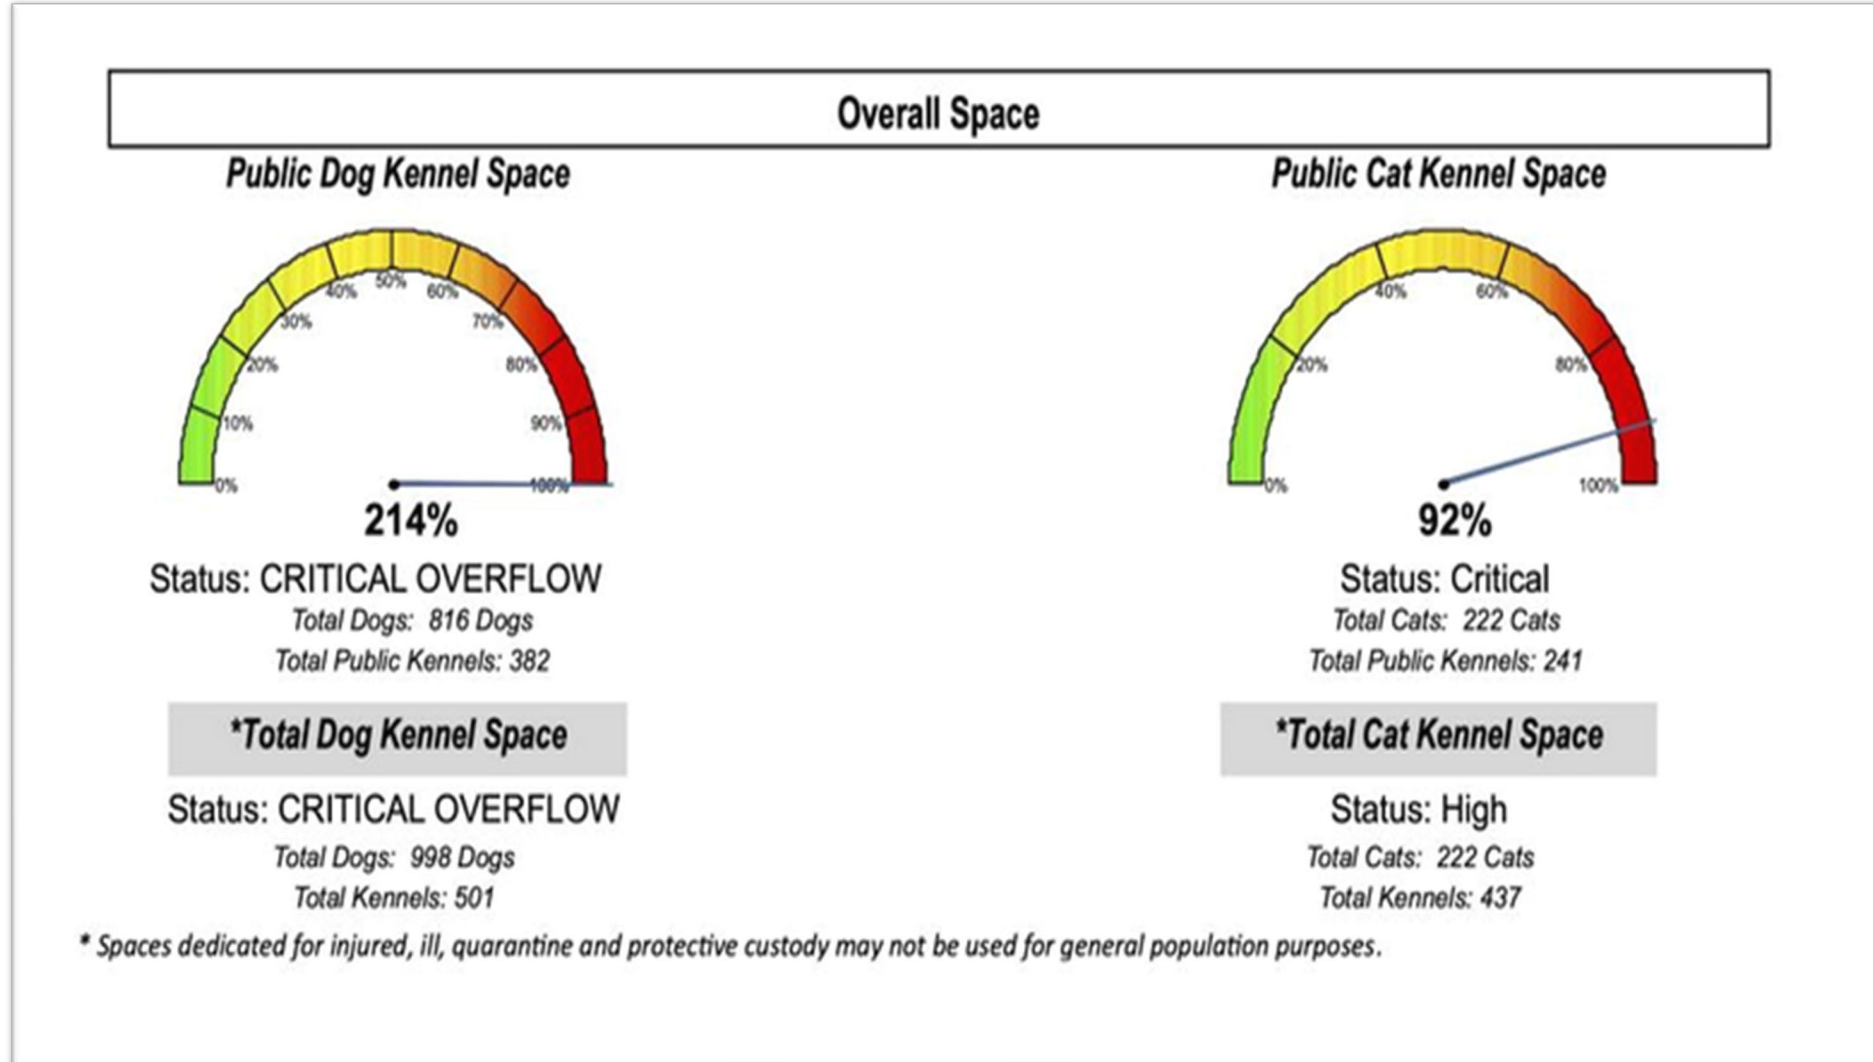 Overall Space
Public Dog Kennel Space
0%
10%
20%
30%
40%
50%
60%
70%
80%
90%
100%
214%
Status: CRITICAL OVERFLOW
Total Dogs: 816 Dogs
Total Public Kennels: 382
*Total Dog Kennel Space
Status: CRITICAL OVERFLOW
Total Dogs: 998 Dogs
Total Kennels: 501
Public Cat Kennel Space
0%
20%
40%
60%
80%
100%
92%
Status: Critical
Total Cats: 222 Cats
Total Public Kennels: 241
*Total Cat Kennel Space
Status: High
Total Cats: 222 Cats
Total Kennels: 437
* Spaces dedicated for injured, ill, quarantine and protective custody may not be used for general population purposes.